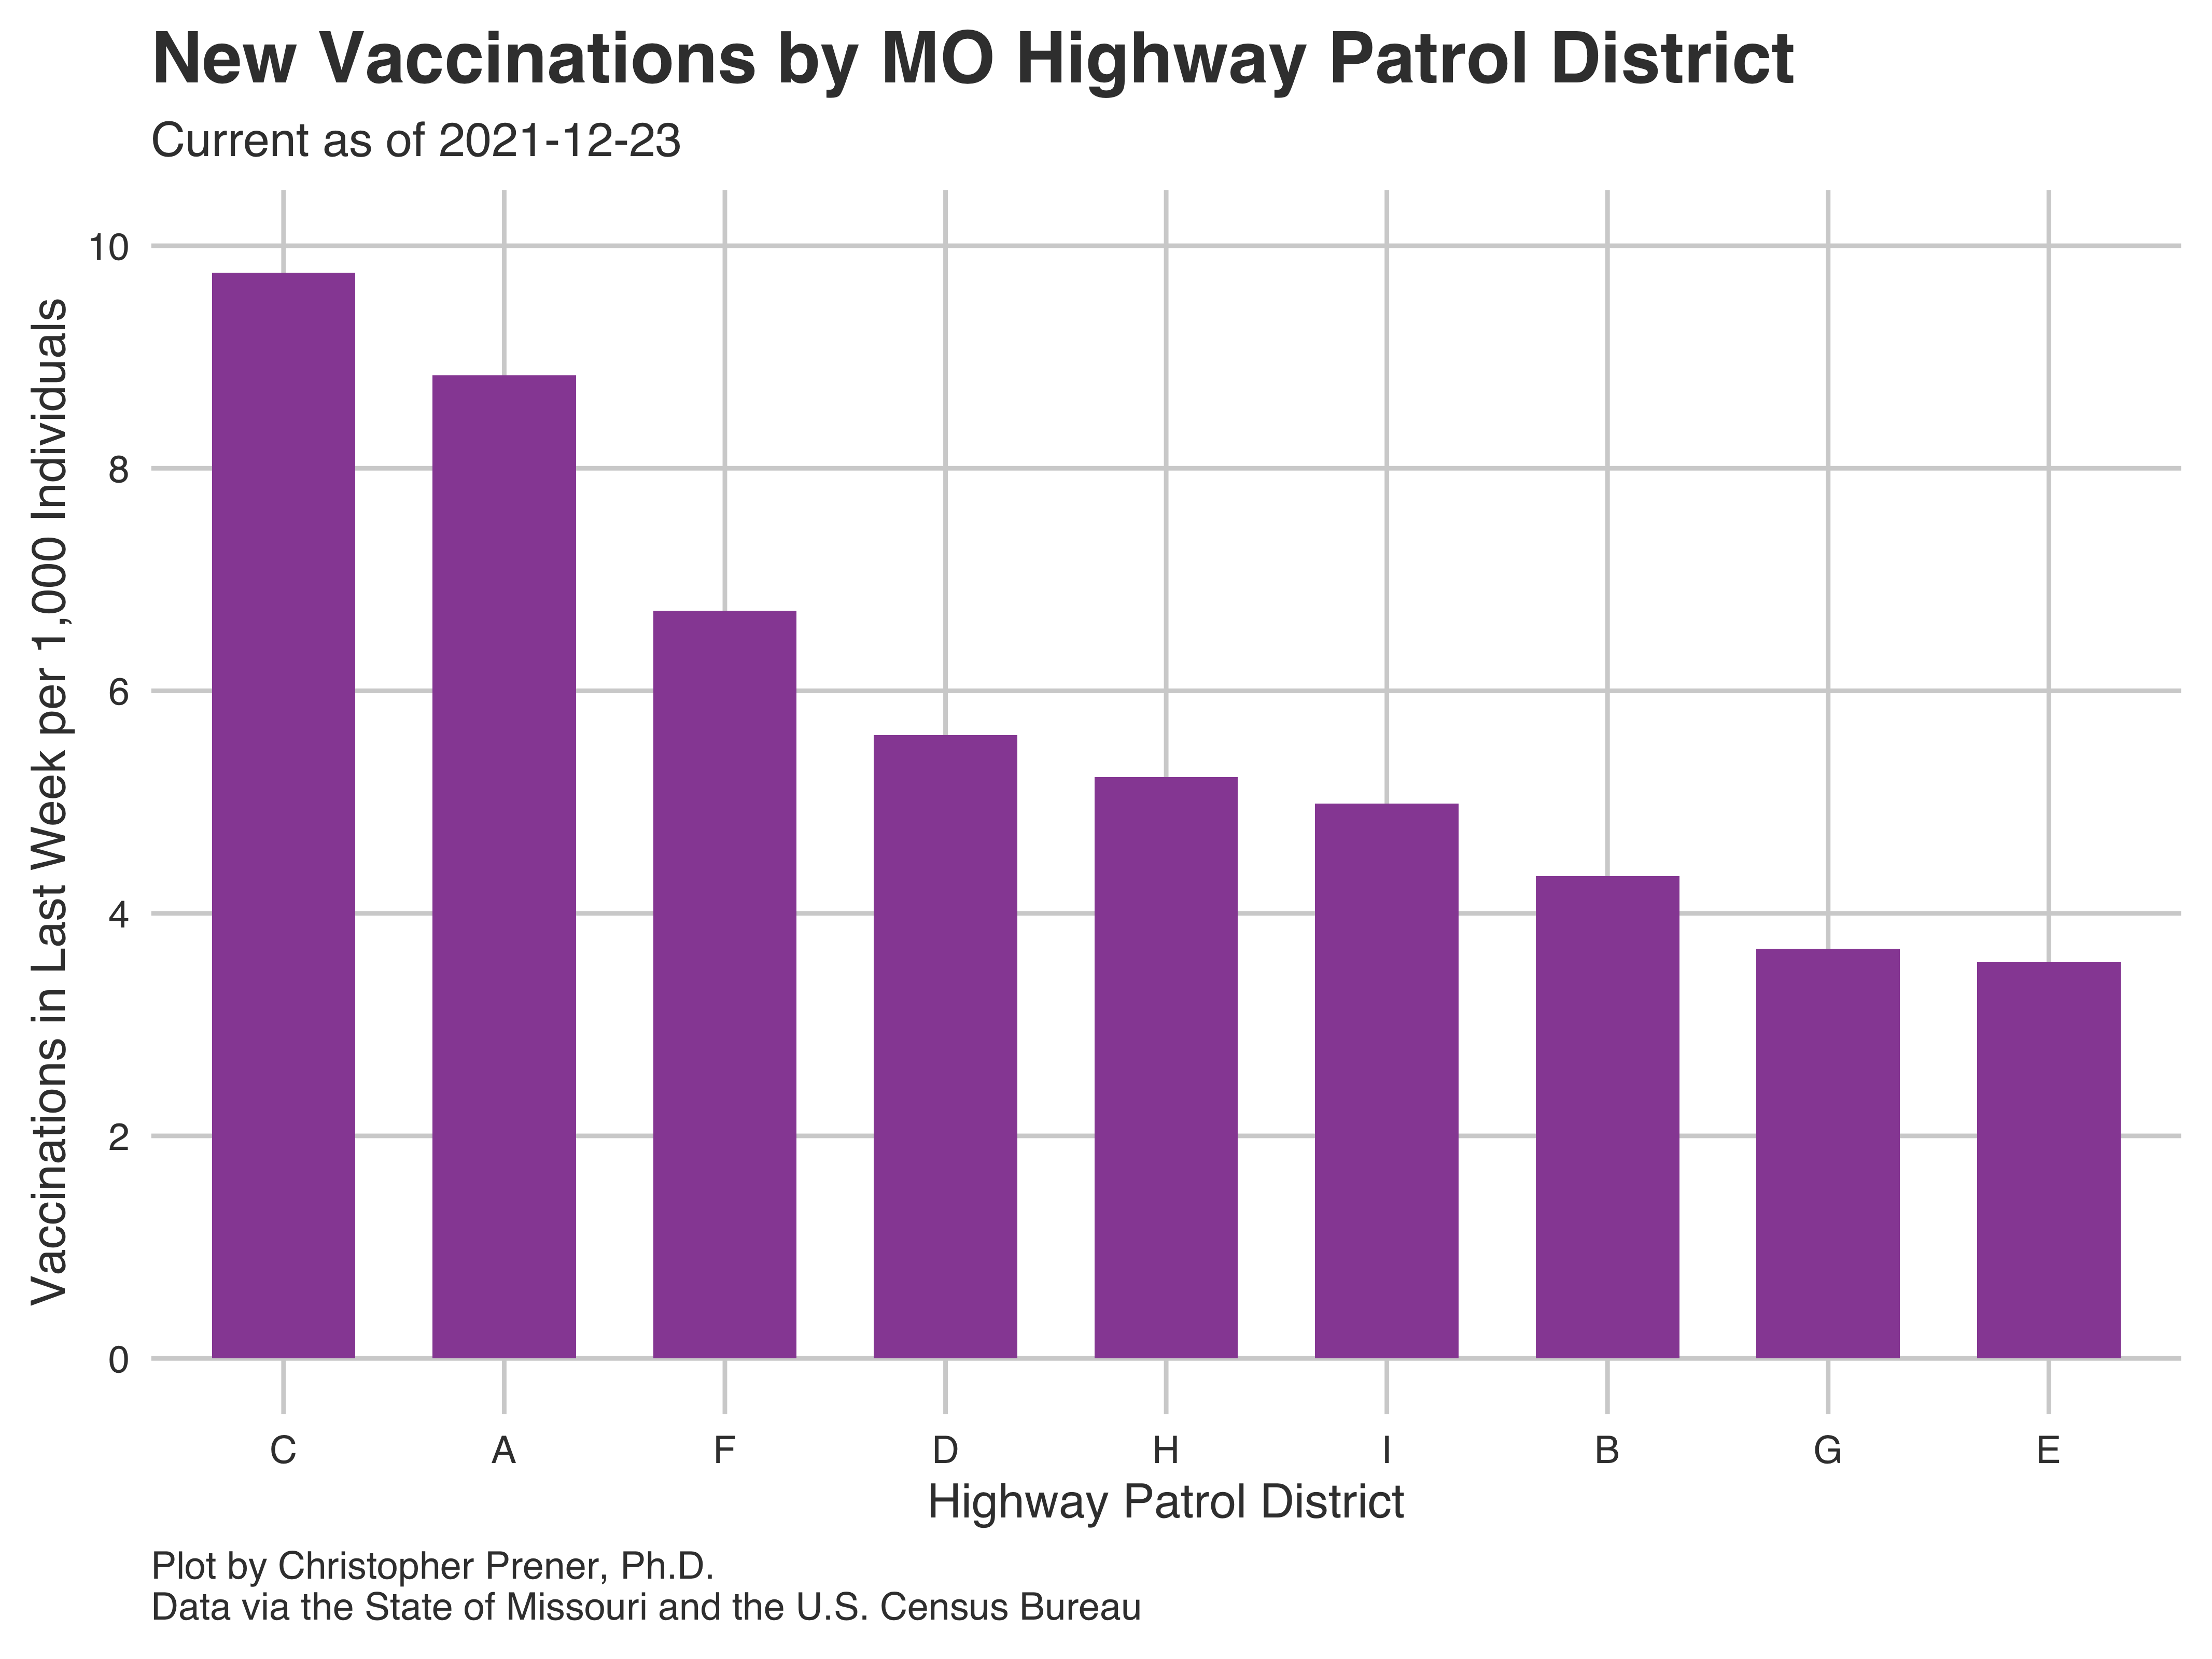 New Vaccinations by MO Highway Patrol District
Current as of 2021-12-23
Vaccinations in Last Week per 1,000 Individuals
10
8
6
4
2
0
C A F D H I B G E
Highway Patrol District
Plot by Christopher Prener, Ph.D.
Data via the State of Missouri and the U.S. Census Bureau